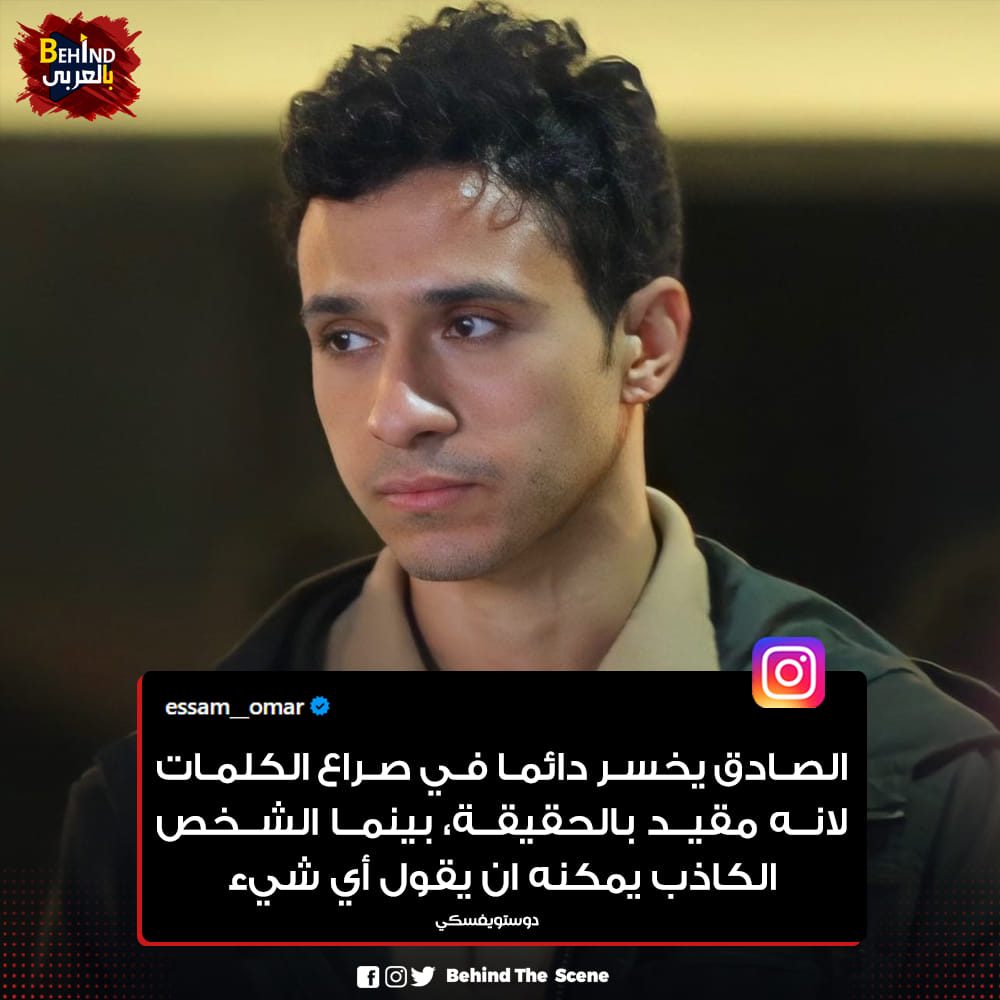 BEHIND
بالعربي
essam__omar
الصادق يخسر دائما في صراع الكلمات
لانه مقيد بالحقيقة، بينما الشخص
الكاذب يمكنه ان يقول أي شيء
دوستويفسكي
Behind The Scene